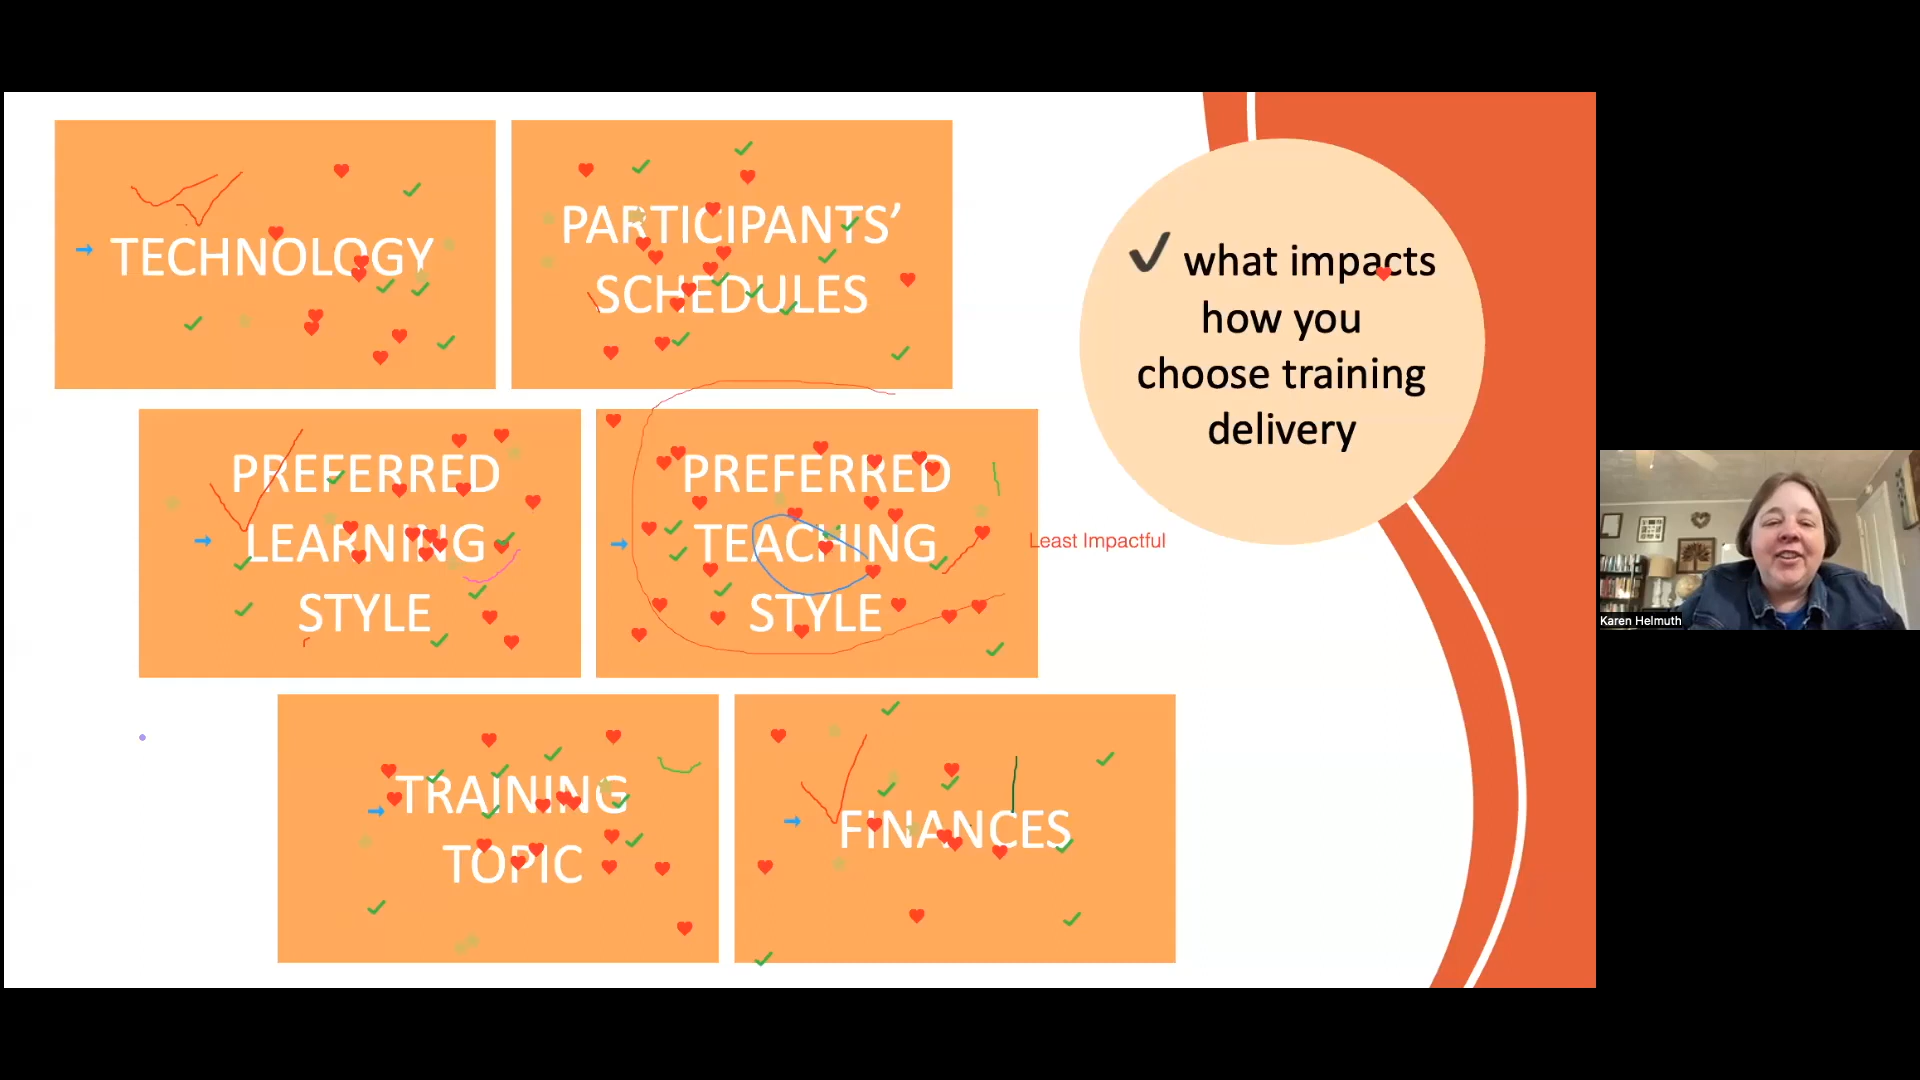 TECHNOLOGY
PARTICIPANTS’
SCHEDULES
✓ what impacts
how you
choose training
delivery
PREFERRED
LEARNING
STYLE
PREFERRED
TEACHING
STYLE
Least Impactful
TRAINING
TOPIC
FINANCES
Karen Helmuth